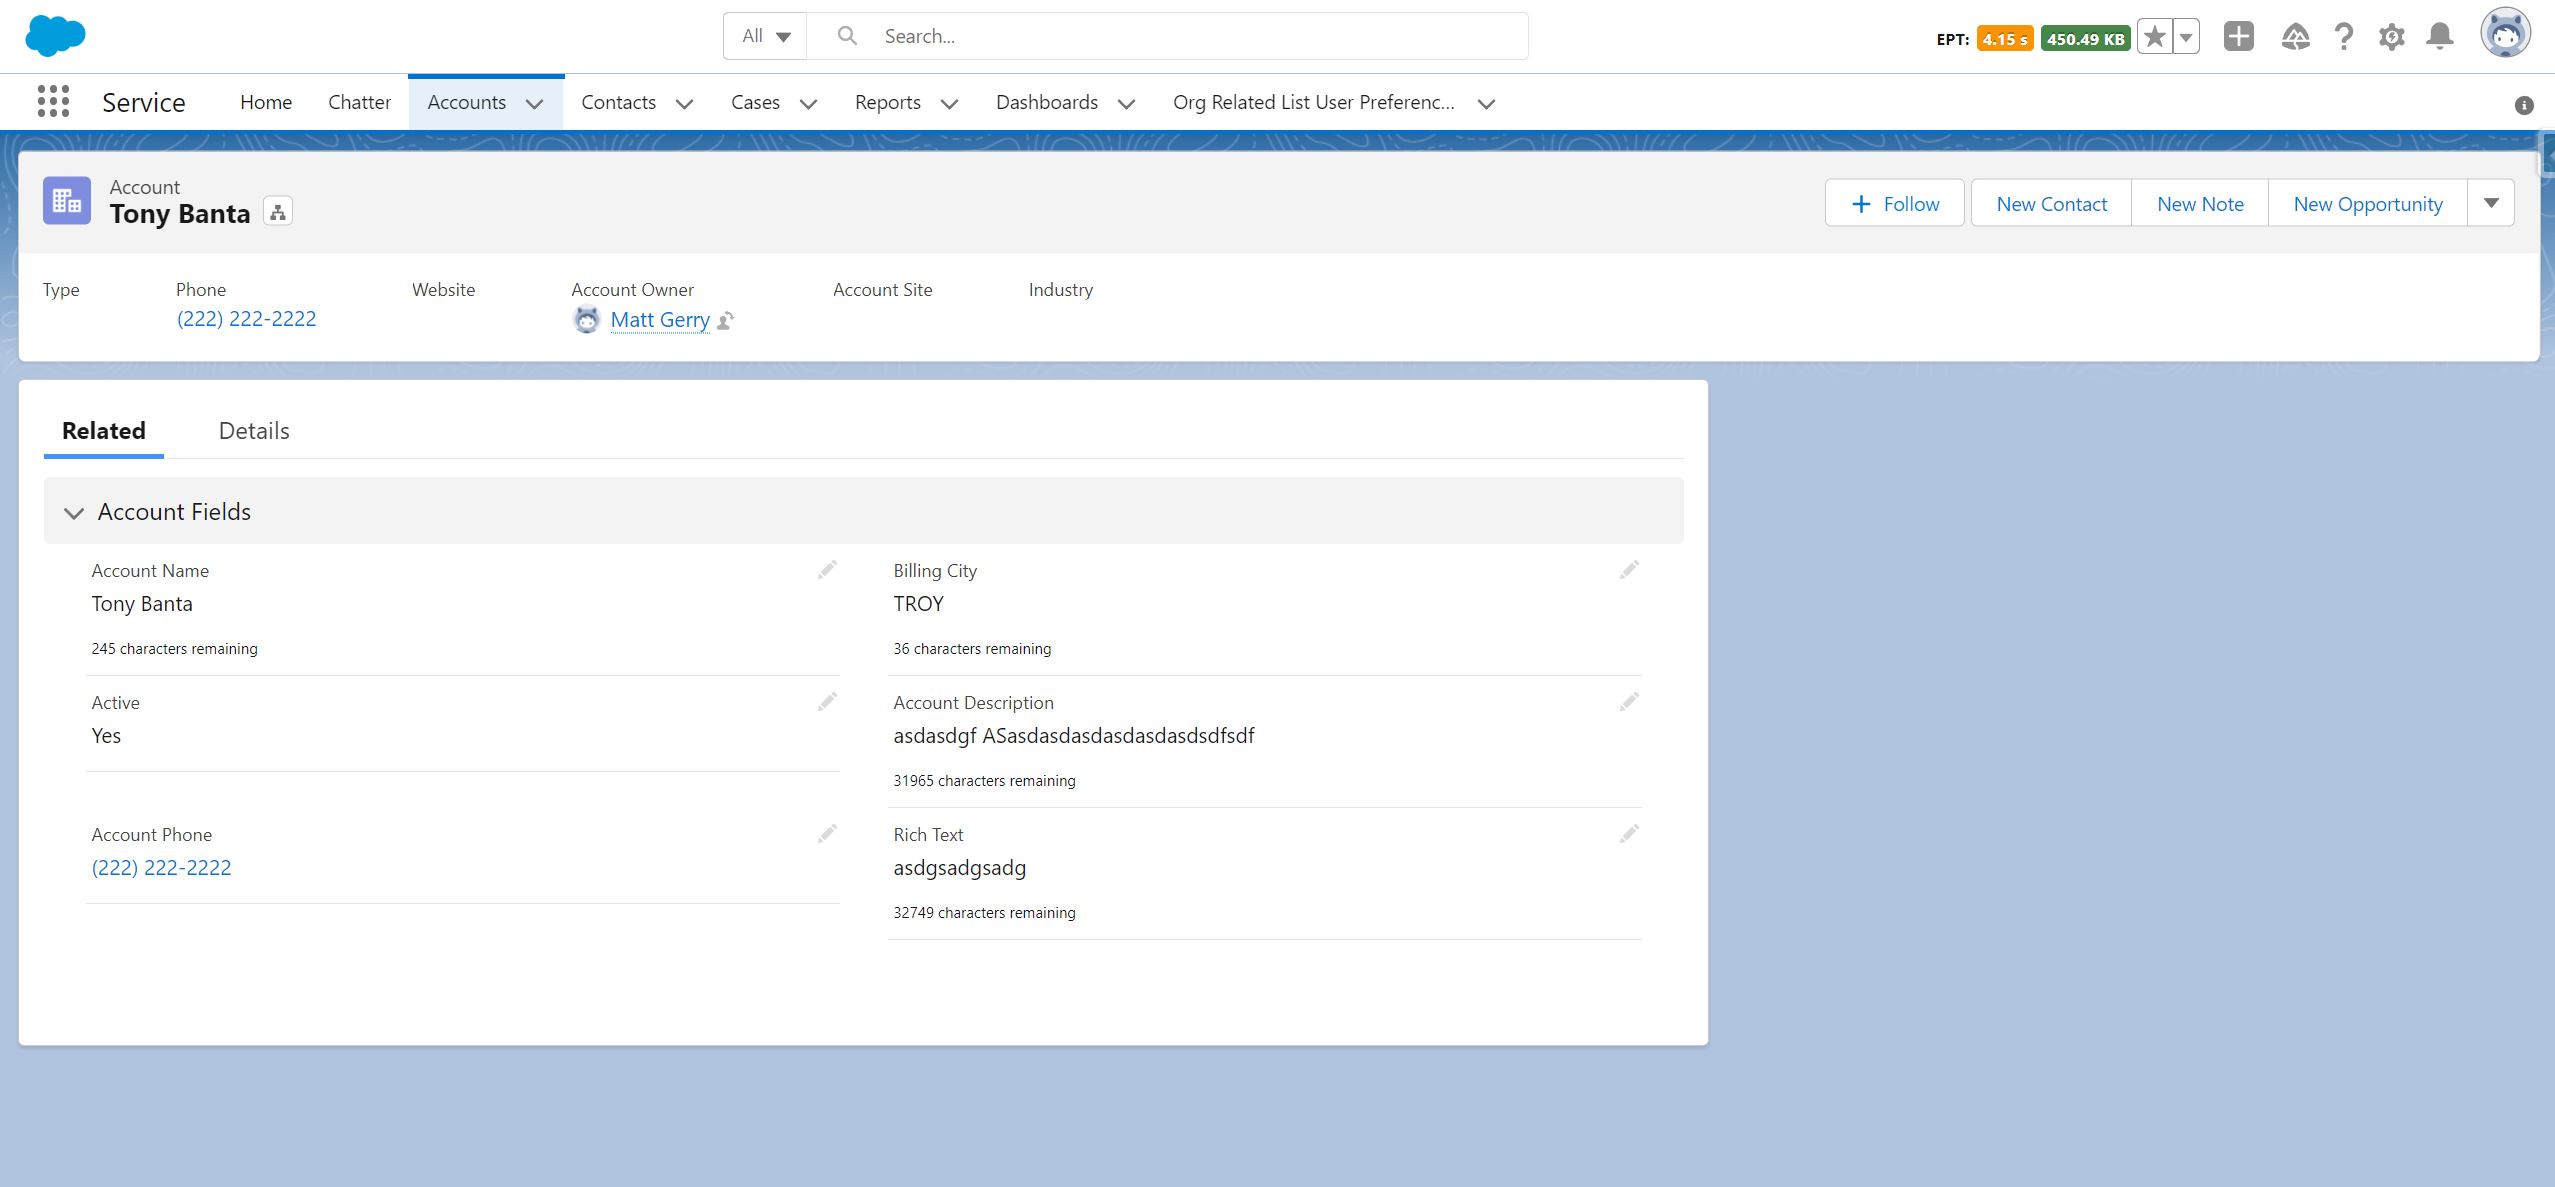 All
Search...
EPT: 4.15 s 450.49 KB
Service
Home
Chatter
Accounts
Contacts
Cases
Reports
Dashboards
Org Related List User Preferenc...
Account
Tony Banta
Follow
New Contact
New Note
New Opportunity
Type
Phone
(222) 222-2222
Website
Account Owner
Matt Gerry
Account Site
Industry
Related
Details
Account Fields
Account Name
Tony Banta
245 characters remaining
Billing City
TROY
36 characters remaining
Active
Yes
Account Description
asdasdgf ASasdasdasdasdasdasdsdfsdf
31965 characters remaining
Account Phone
(222) 222-2222
Rich Text
asdgsadgsadg
32749 characters remaining